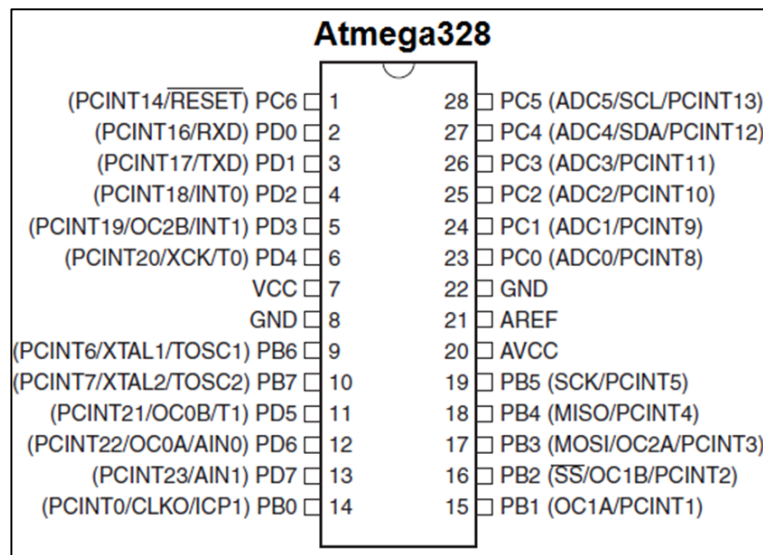 Atmega328
(PCINT14/RESET) PC6 1 28 PC5 (ADC5/SCL/PCINT13)
(PCINT16/RXD) PD0 2 27 PC4 (ADC4/SDA/PCINT12)
(PCINT17/TXD) PD1 3 26 PC3 (ADC3/PCINT11)
(PCINT18/INT0) PD2 4 25 PC2 (ADC2/PCINT10)
(PCINT19/OC2B/INT1) PD3 5 24 PC1 (ADC1/PCINT9)
(PCINT20/XCK/T0) PD4 6 23 PC0 (ADC0/PCINT8)
VCC 7 22 GND
GND 8 21 AREF
(PCINT6/XTAL1/TOSC1) PB6 9 20 AVCC
(PCINT7/XTAL2/TOSC2) PB7 10 19 PB5 (SCK/PCINT5)
(PCINT21/OC0B/T1) PD5 11 18 PB4 (MISO/PCINT4)
(PCINT22/OC0A/AIN0) PD6 12 17 PB3 (MOSI/OC2A/PCINT3)
(PCINT23/AIN1) PD7 13 16 PB2 (SS/OC1B/PCINT2)
(PCINT0/CLKO/ICP1) PB0 14 15 PB1 (OC1A/PCINT1)